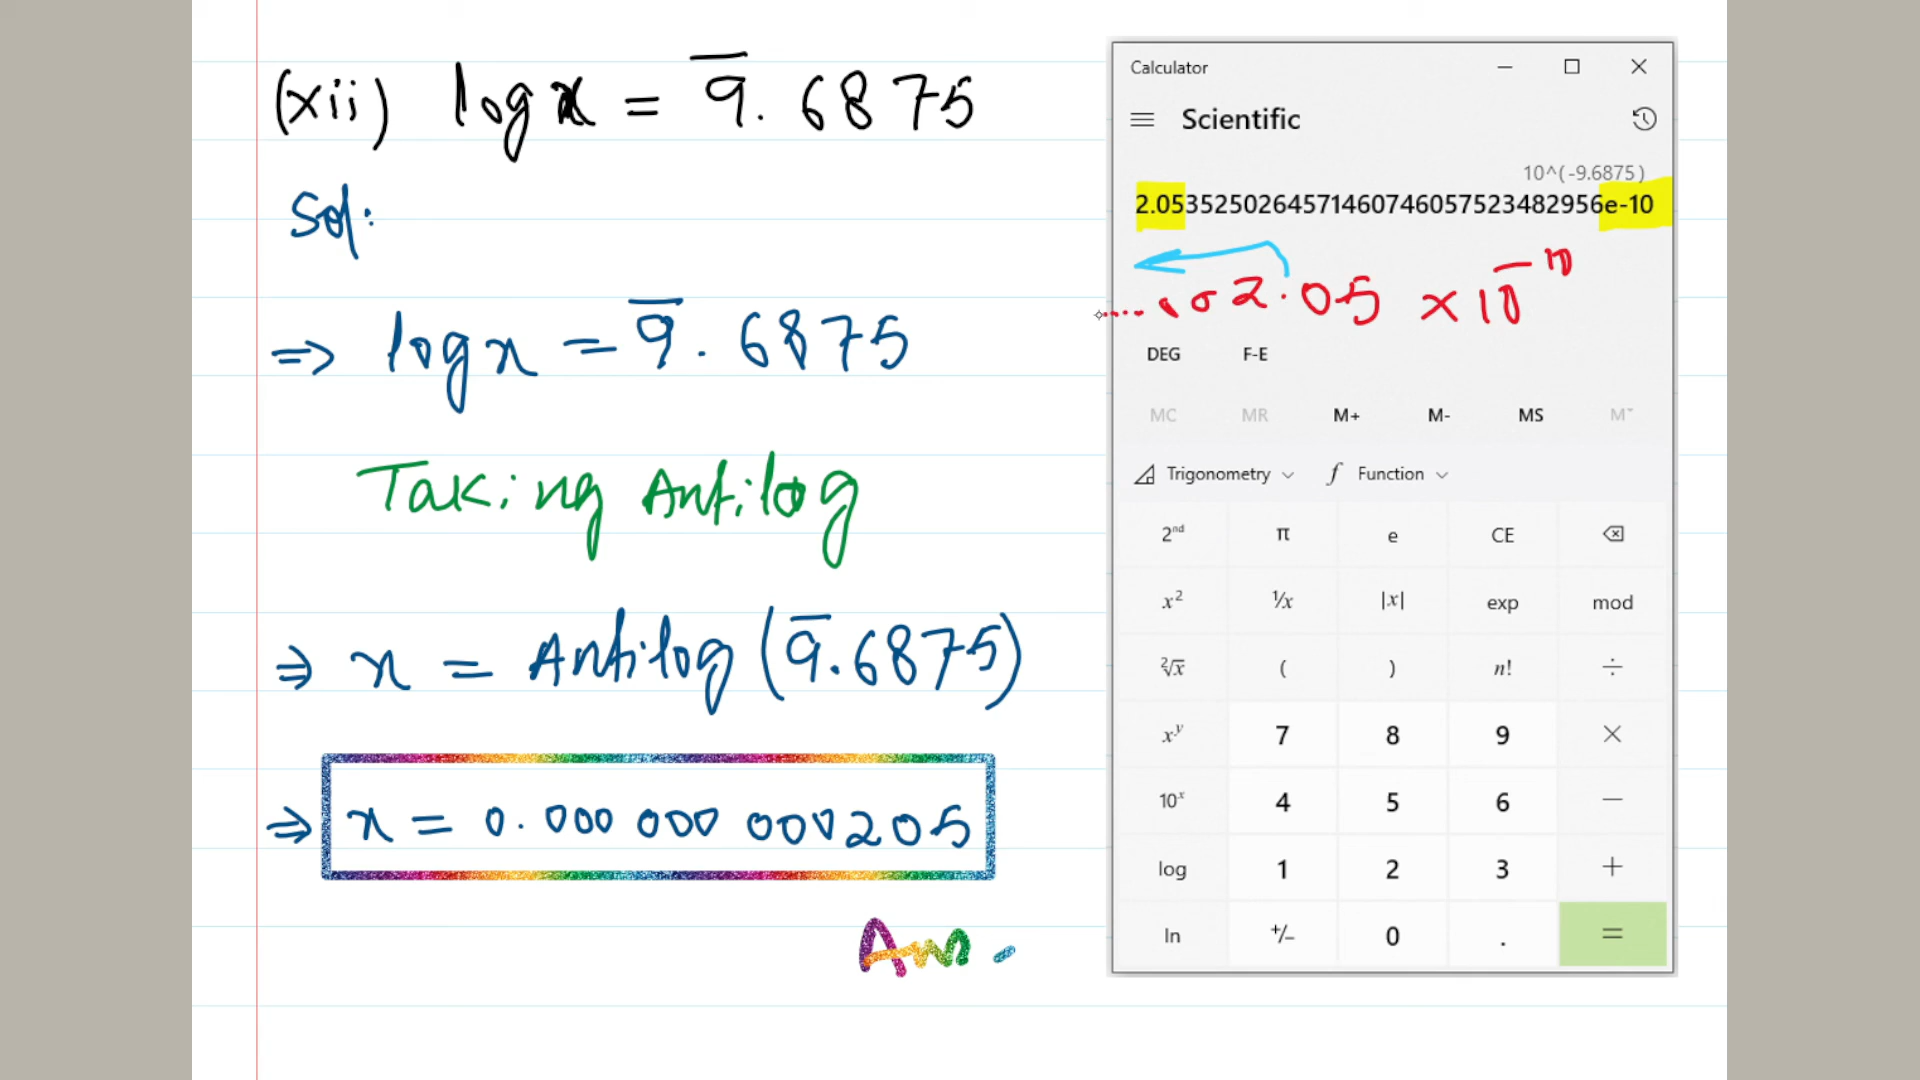 (xii) log x = 9̅.6875
Sol:
=> log x = 9̅.6875
Taking Antilog
=> x = Antilog (9̅.6875)
=> x = 0.000 000 000205
Ans.
Calculator
Scientific
10^(-9.6875)
2.0535250264571460746057523482956e-10
.....002.05 x 10⁻¹⁰
DEG F-E
MC MR M+ M- MS M˅
Trigonometry Function
2ⁿᵈ π e CE
x² ¹/x |x| exp mod
²√x ( ) n! ÷
xʸ 7 8 9 ×
10ˣ 4 5 6 −
log 1 2 3 +
ln +/− 0 . =